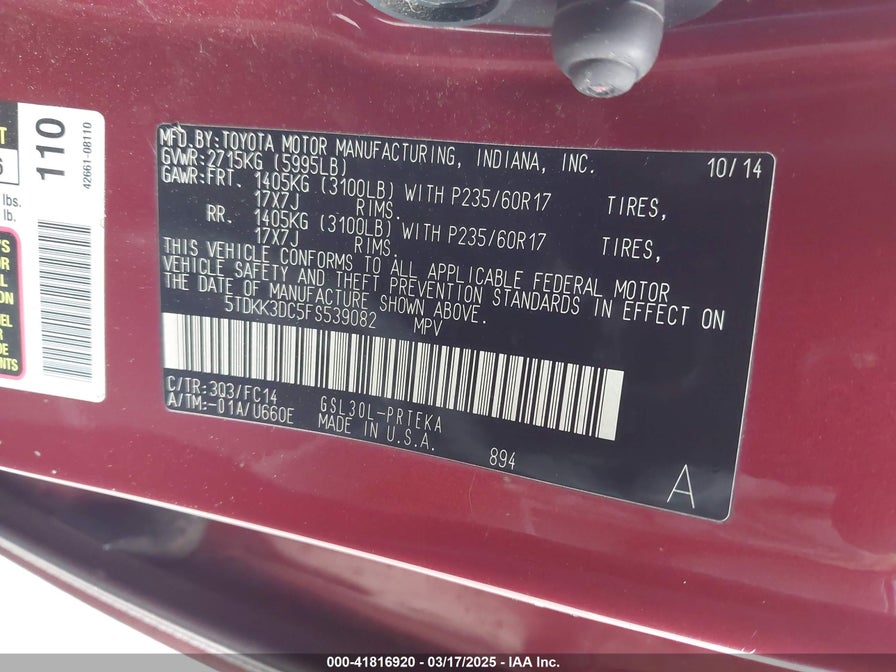 110
42661-08110
lbs.
lb.
MFD.BY:TOYOTA MOTOR MANUFACTURING, INDIANA, INC. 10/14
GVWR:2715KG (5995LB)
GAWR:FRT. 1405KG (3100LB) WITH P235/60R17 TIRES,
17X7J RIMS.
RR. 1405KG (3100LB) WITH P235/60R17 TIRES,
17X7J RIMS.
THIS VEHICLE CONFORMS TO ALL APPLICABLE FEDERAL MOTOR
VEHICLE SAFETY AND THEFT PREVENTION STANDARDS IN EFFECT ON
THE DATE OF MANUFACTURE SHOWN ABOVE.
5TDKK3DC5FS539082 MPV
C/TR:3Q3/FC14 GSL30L-PRTEKA
A/TM:-01A/U660E MADE IN U.S.A.
894
A
000-41816920 - 03/17/2025 - IAA Inc.